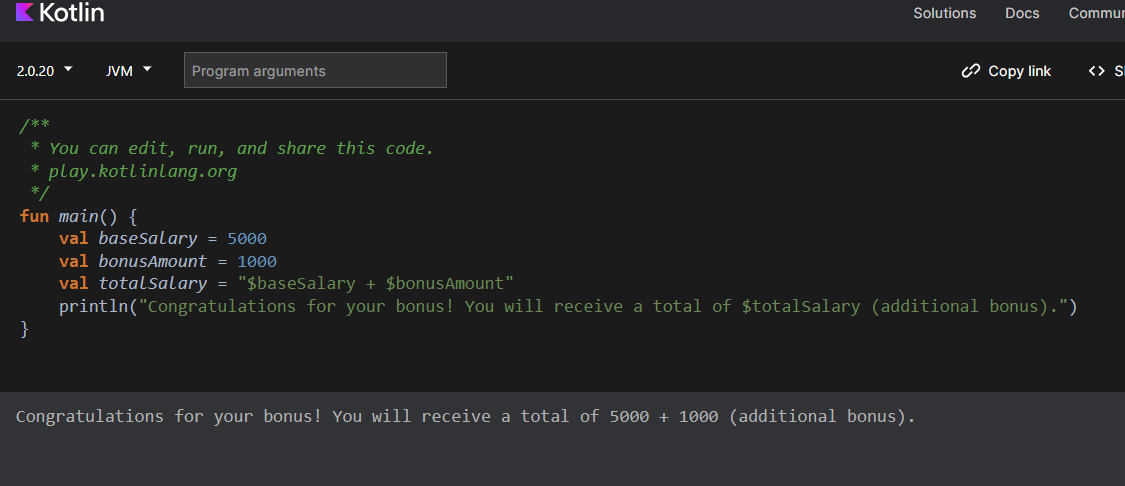 Kotlin
Solutions Docs
2.0.20 JVM Program arguments Copy link
/**
 * You can edit, run, and share this code.
 * play.kotlinlang.org
 */
fun main() {
    val baseSalary = 5000
    val bonusAmount = 1000
    val totalSalary = "$baseSalary + $bonusAmount"
    println("Congratulations for your bonus! You will receive a total of $totalSalary (additional bonus).")
}
Congratulations for your bonus! You will receive a total of 5000 + 1000 (additional bonus).